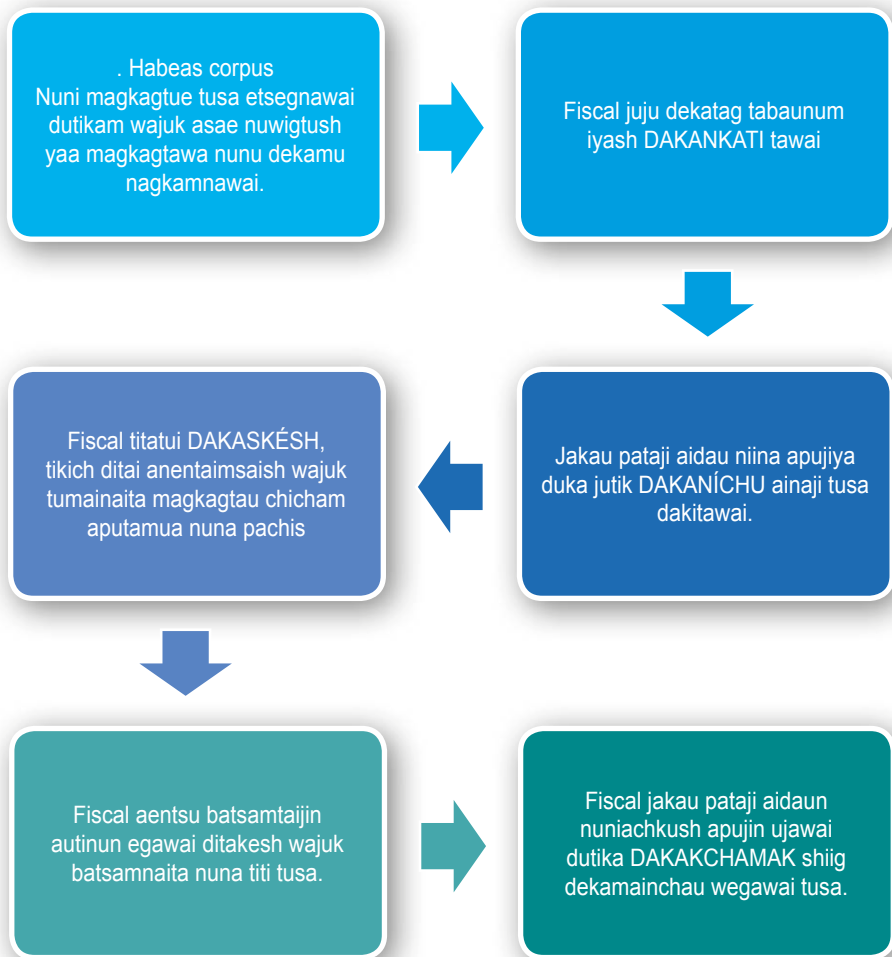 . Habeas corpus
Nuni magkagtue tusa etsegnawai
dutikam wajuk asae nuwigtush
yaa magkagtawa nunu dekamu
nagkamnawai.
Fiscal juju dekatag tabaunum
iyash DAKANKATI tawai
Jakau pataji aidau niina apujiya
duka jutik DAKANÍCHU ainaji tusa
dakitawai.
Fiscal titatui DAKASKÉSH,
tikich ditai anentaimsaish wajuk
tumainaita magkagtau chicham
aputamua nuna pachis
Fiscal aentsu batsamtaijin
autinun egawai ditakesh wajuk
batsamnaita nuna titi tusa.
Fiscal jakau pataji aidaun
nuniachkush apujin ujawai
dutika DAKAKCHAMAK shiig
dekamainchau wegawai tusa.